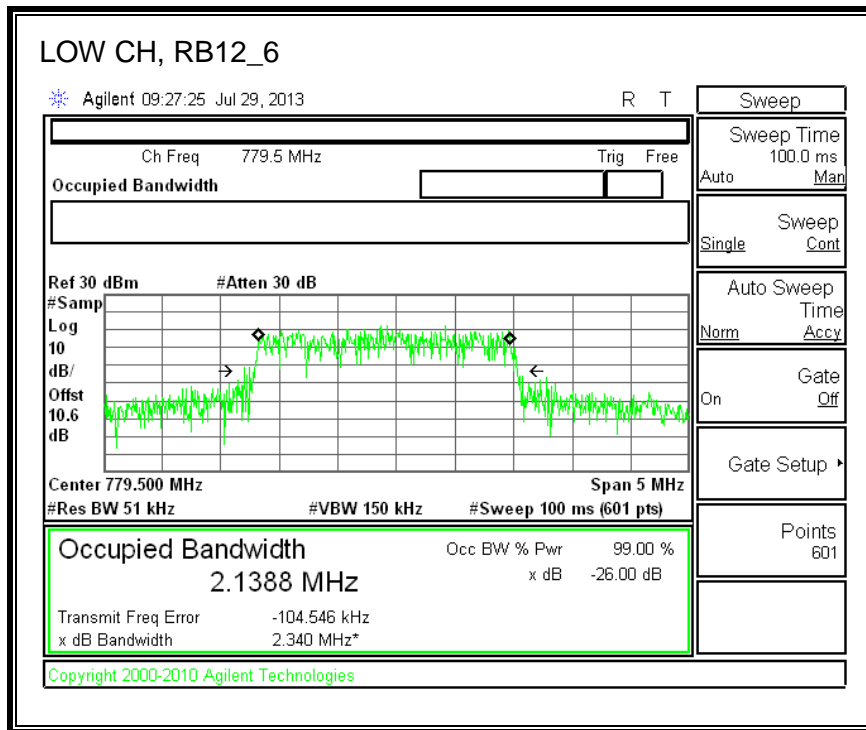 LOW CH, RB12_6
Agilent 09:27:25 Jul 29, 2013 R T
Ch Freq 779.5 MHz Trig Free
Occupied Bandwidth
Ref 30 dBm #Atten 30 dB
#Samp
Log
10
dB/
Offst
10.6
dB
Center 779.500 MHz Span 5 MHz
#Res BW 51 kHz #VBW 150 kHz #Sweep 100 ms (601 pts)
Occupied Bandwidth Occ BW % Pwr 99.00 %
2.1388 MHz x dB -26.00 dB
Transmit Freq Error -104.546 kHz
x dB Bandwidth 2.340 MHz*
Copyright 2000-2010 Agilent Technologies
Sweep
Sweep Time
100.0 ms
Auto Man
Sweep
Single Cont
Auto Sweep
Time
Norm Accy
Gate
On Off
Gate Setup
Points
601